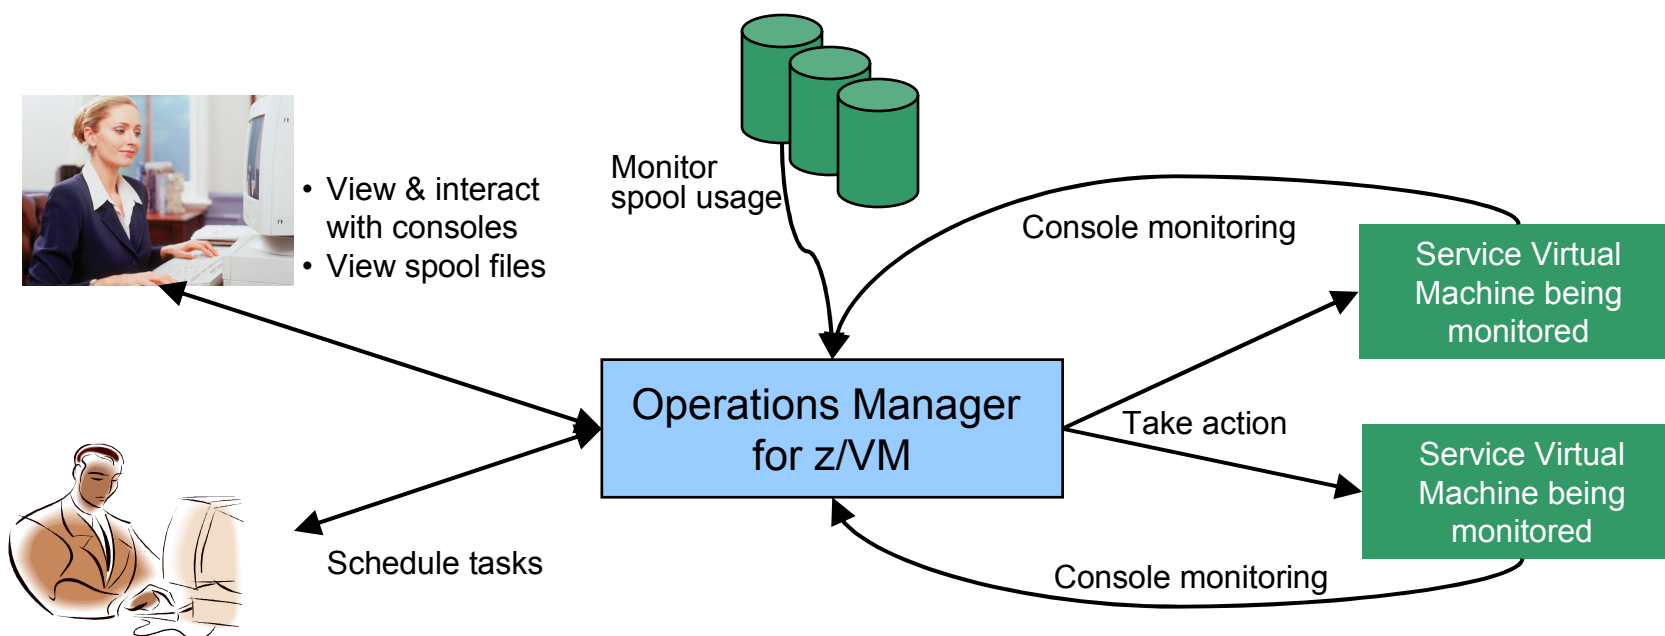 Monitor
spool usage
• View & interact
with consoles
• View spool files
Console monitoring
Service Virtual
Machine being
monitored
Operations Manager
for z/VM
Take action
Service Virtual
Machine being
monitored
Schedule tasks
Console monitoring